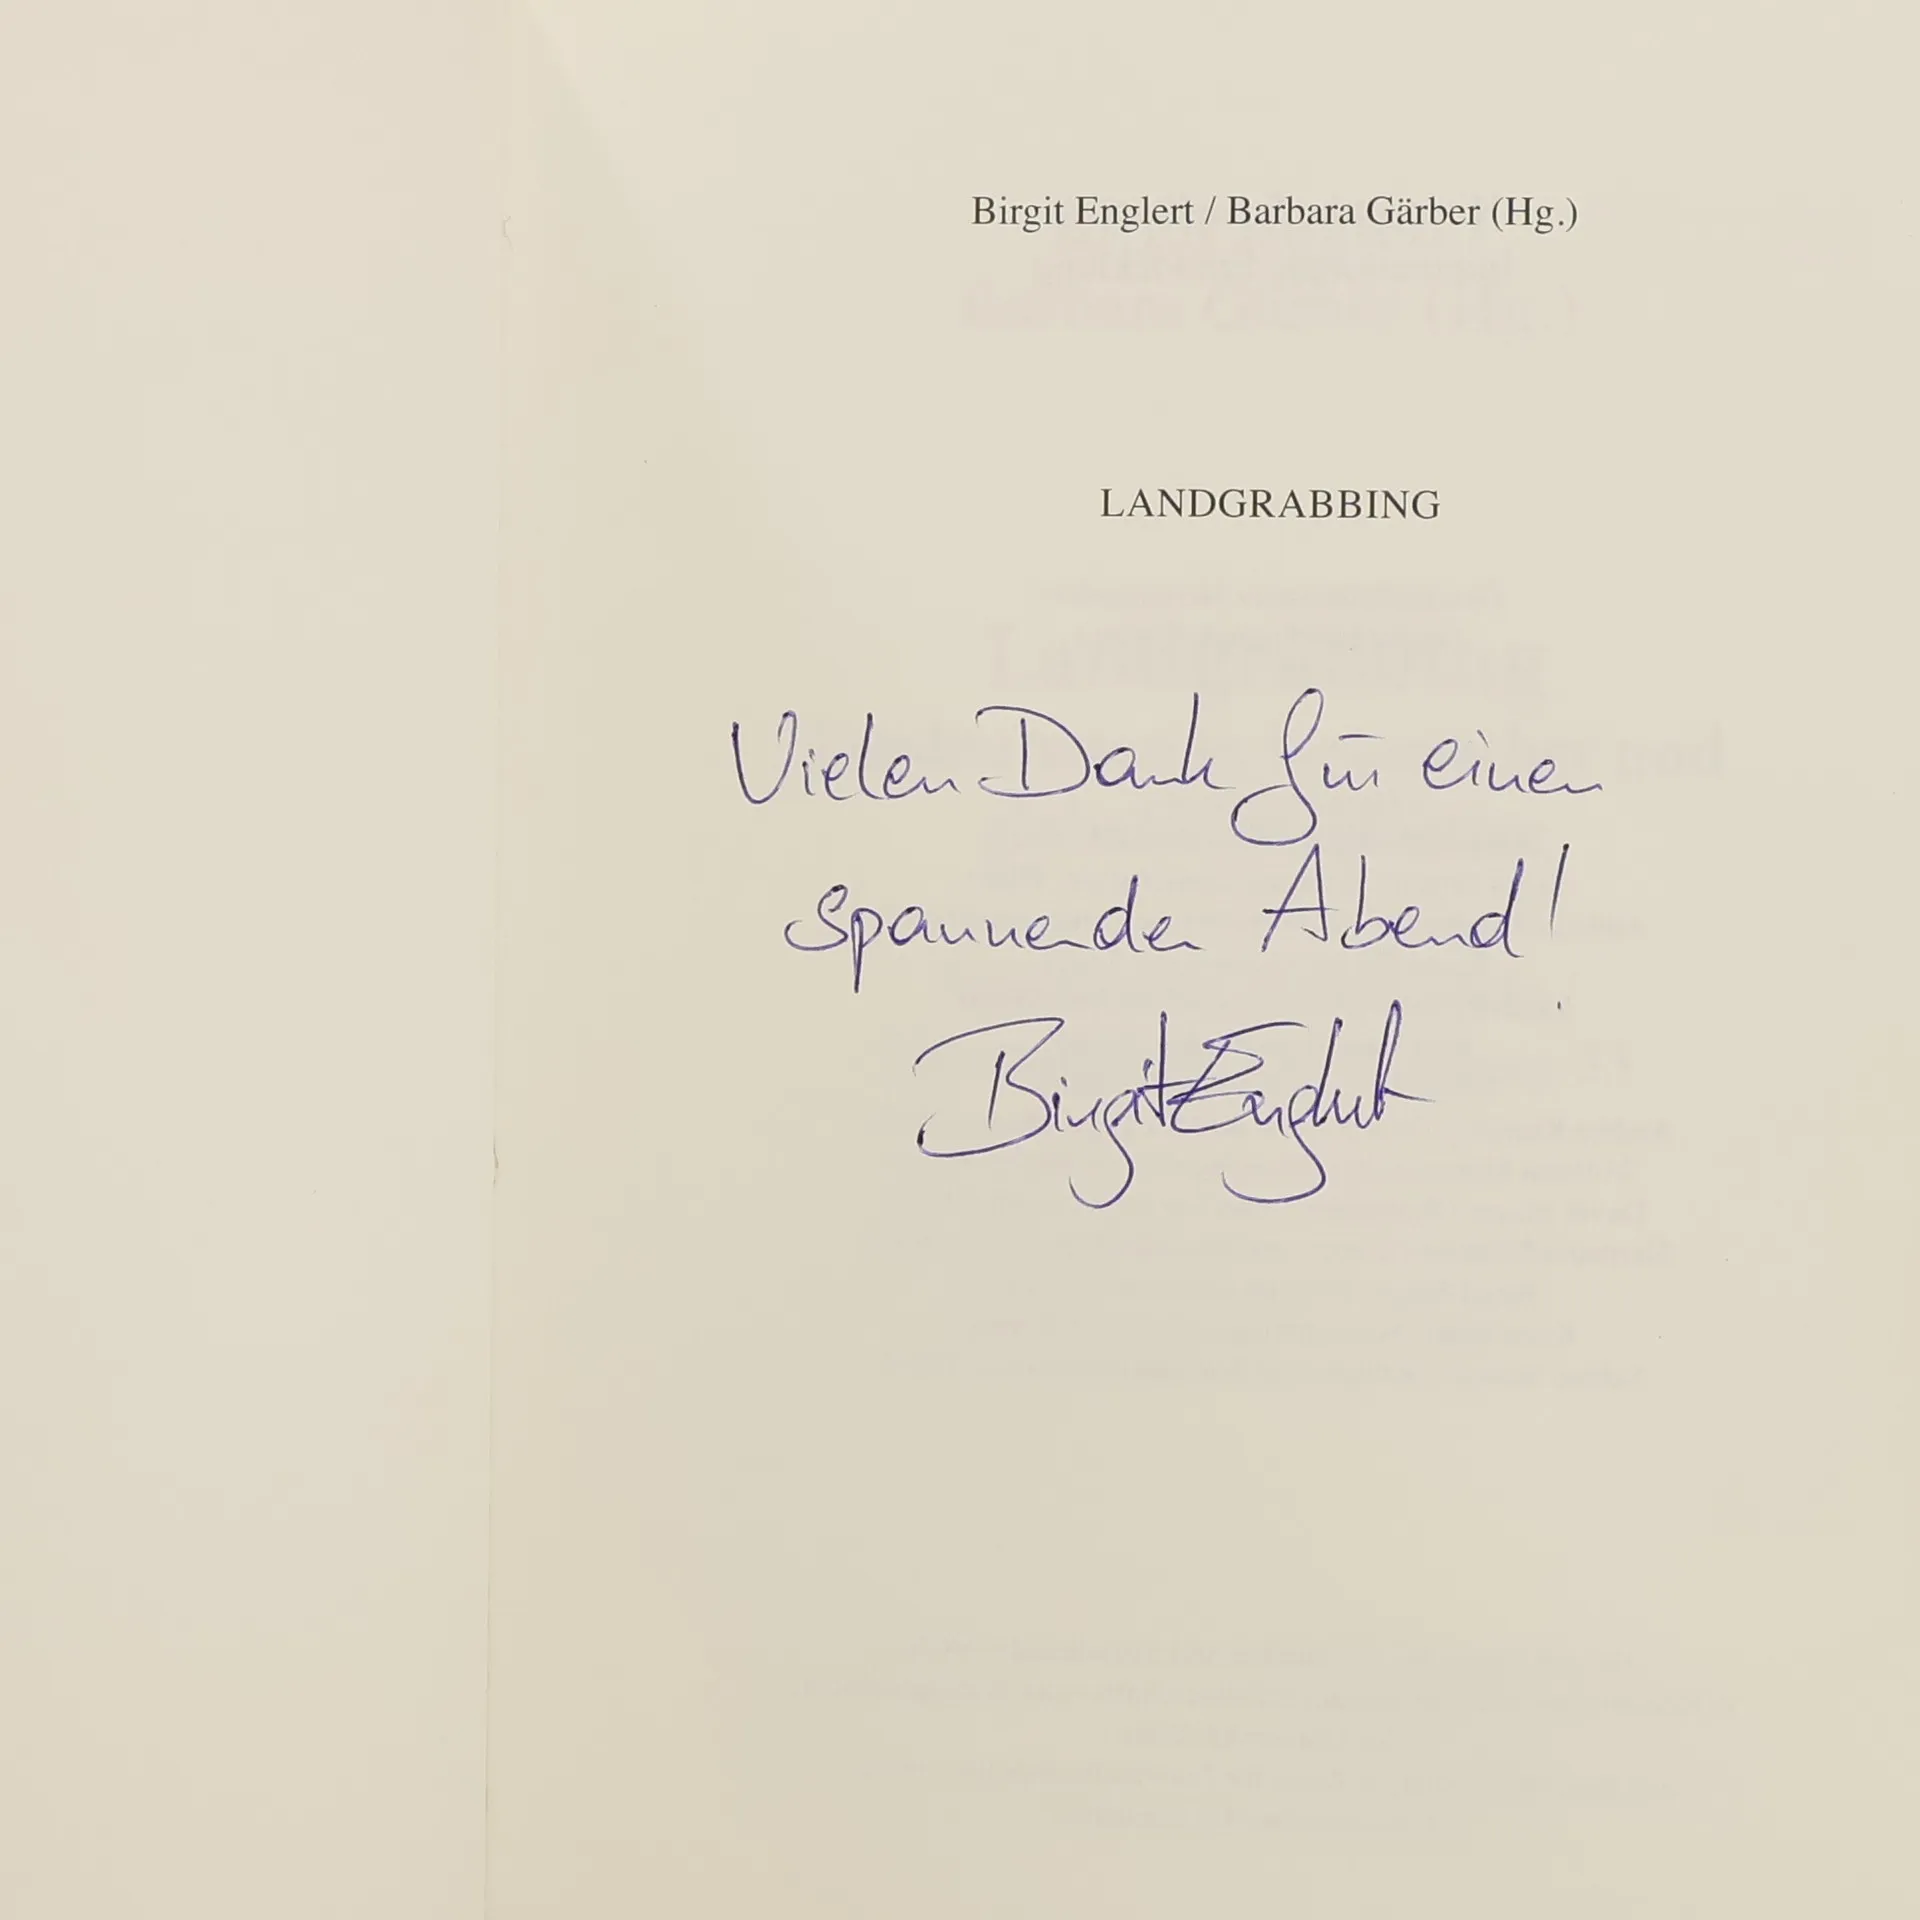 Birgit Englert / Barbara Gärber (Hg.)
LANDGRABBING
Vielen Dank für einen
spannenden Abend!
Birgit Englert